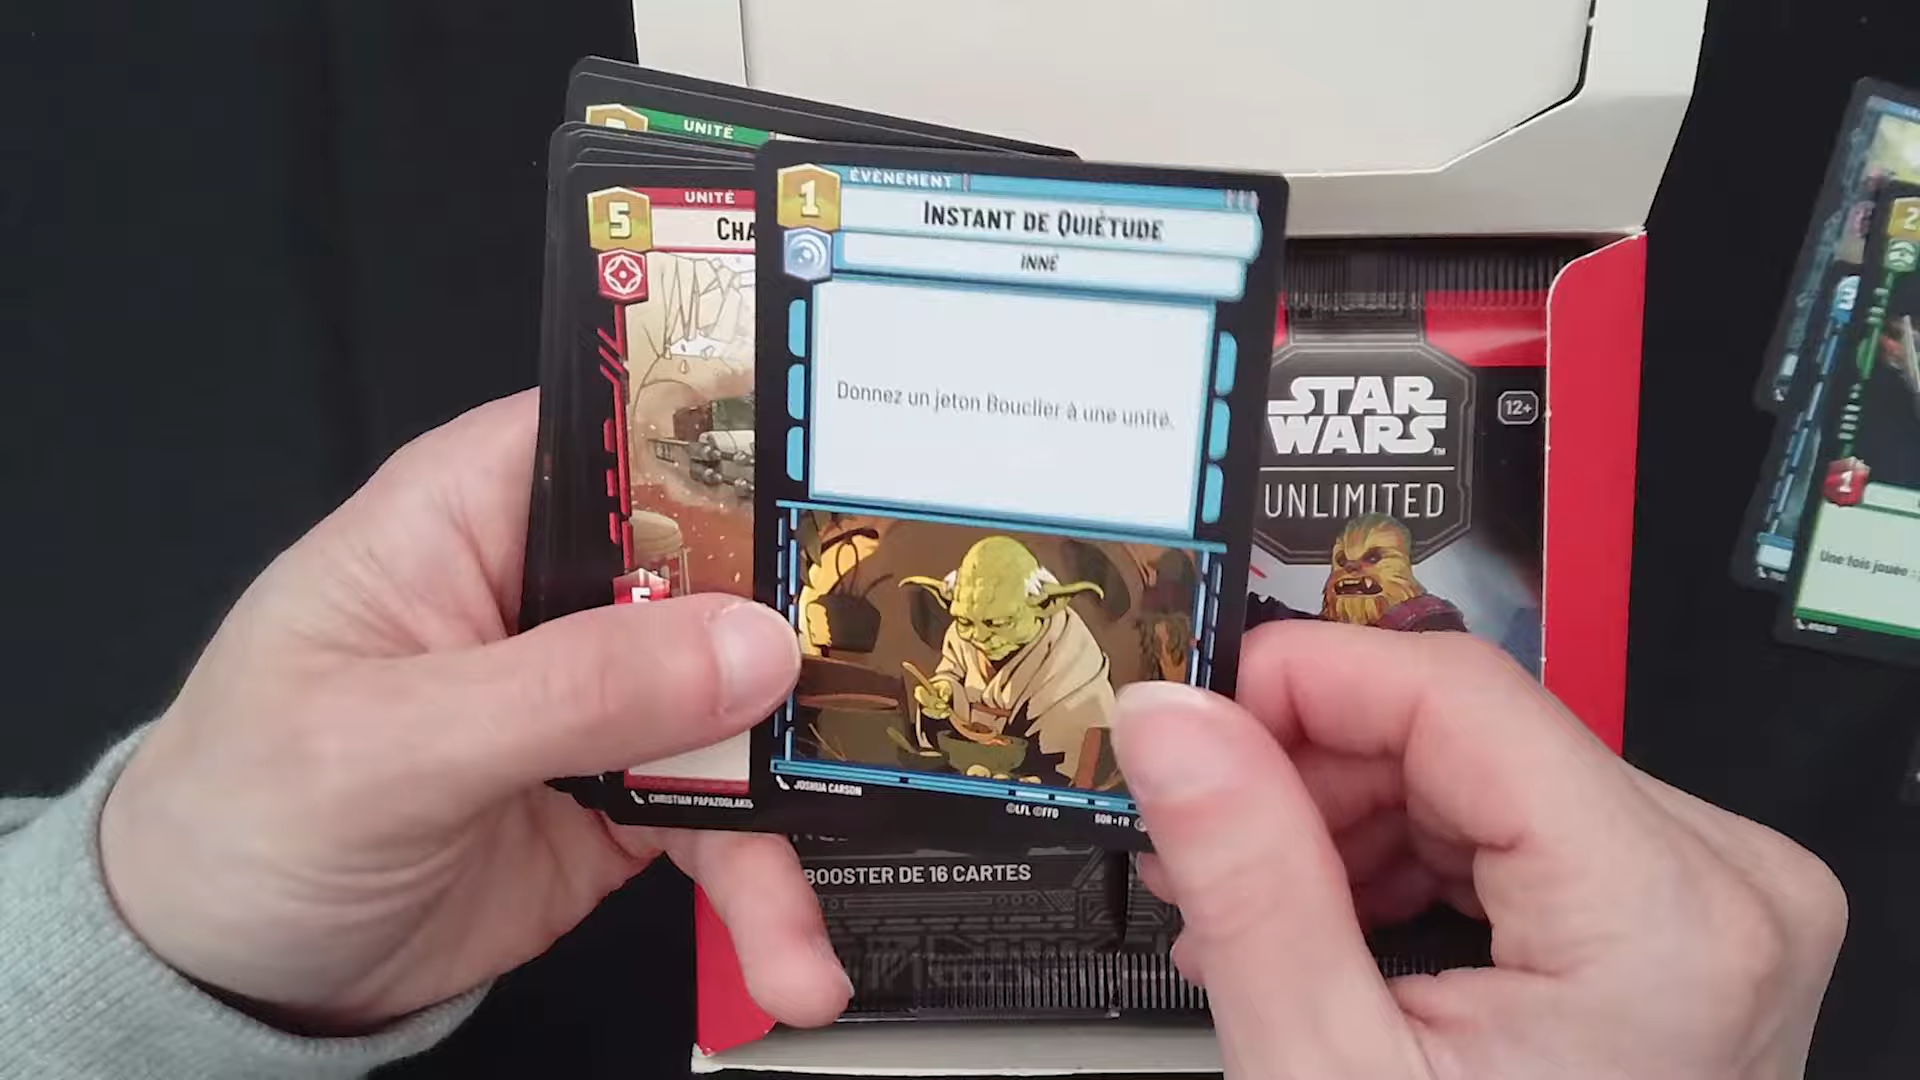 UNITÉ
UNITÉ
5
CHA
ÉVÈNEMENT
1
INSTANT DE QUIÉTUDE
INNÉ
Donnez un jeton Bouclier à une unité.
JOSHUA CARSON
©LFL ©FFG
SOR • FR
CHRISTIAN PAPAZOGLAKIS
STAR
WARS
UNLIMITED
12+
BOOSTER DE 16 CARTES
2
1
Une fois jouée :